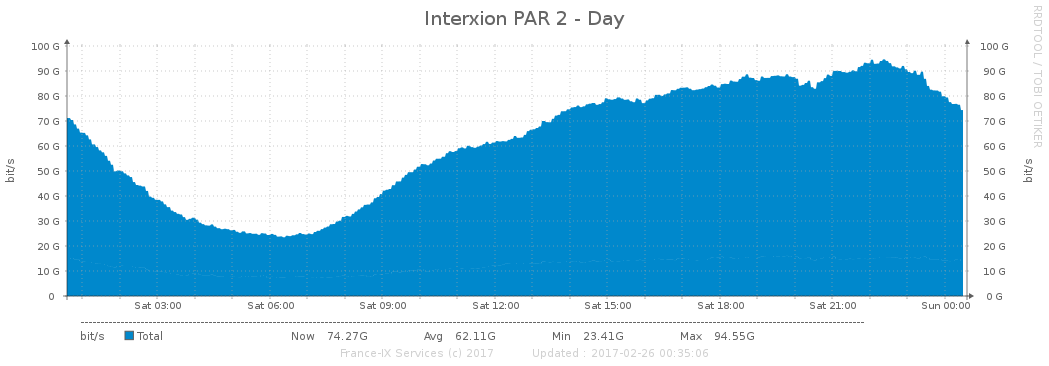 Interxion PAR 2 - Day
RRDTOOL / TOBI OETIKER
100 G 100 G
90 G 90 G
80 G 80 G
70 G 70 G
60 G 60 G
50 G 50 G
40 G 40 G
30 G 30 G
20 G 20 G
10 G 10 G
0 0 G
bit/s bit/s
Sat 03:00 Sat 06:00 Sat 09:00 Sat 12:00 Sat 15:00 Sat 18:00 Sat 21:00 Sun 00:00
bit/s Total Now 74.27G Avg 62.11G Min 23.41G Max 94.55G
France-IX Services (c) 2017 Updated : 2017-02-26 00:35:06